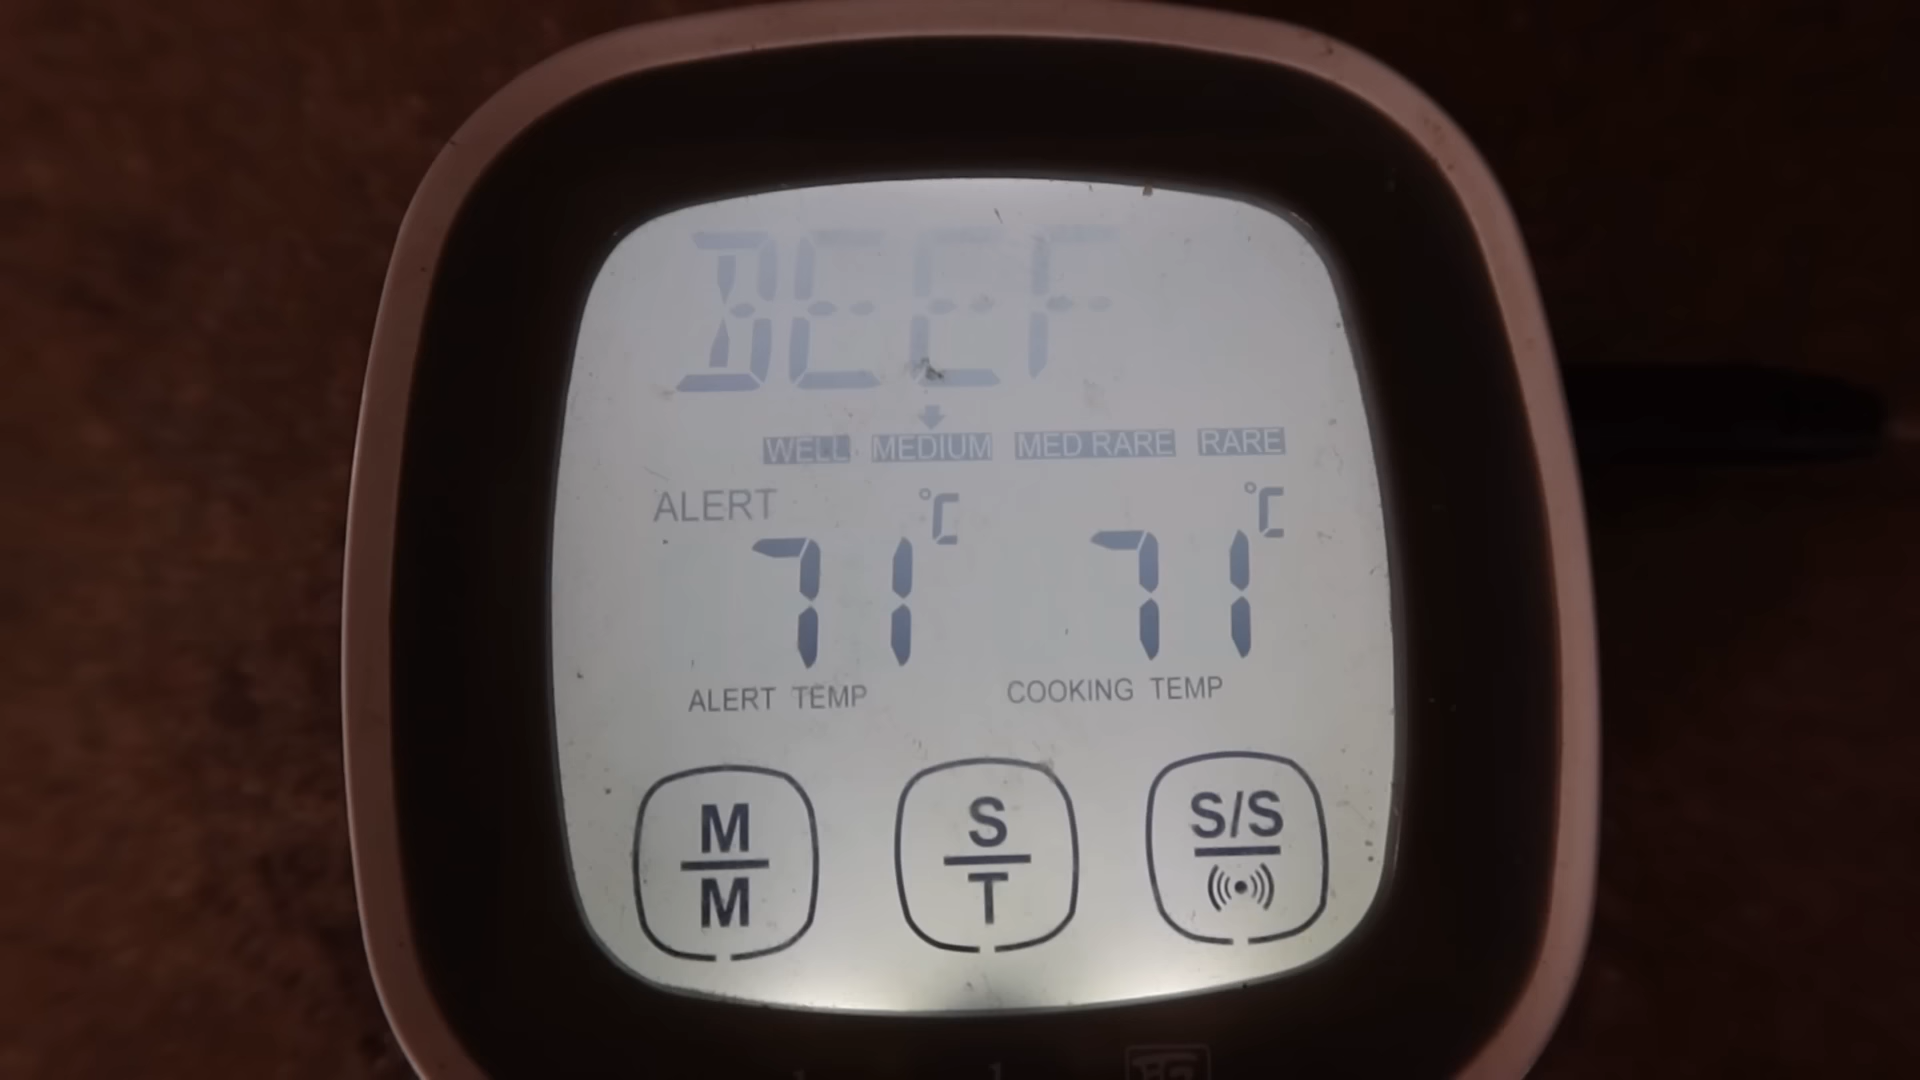 BEEF
WELL MEDIUM MED RARE RARE
ALERT
71 °C 71 °C
ALERT TEMP COOKING TEMP
M S S/S
M T